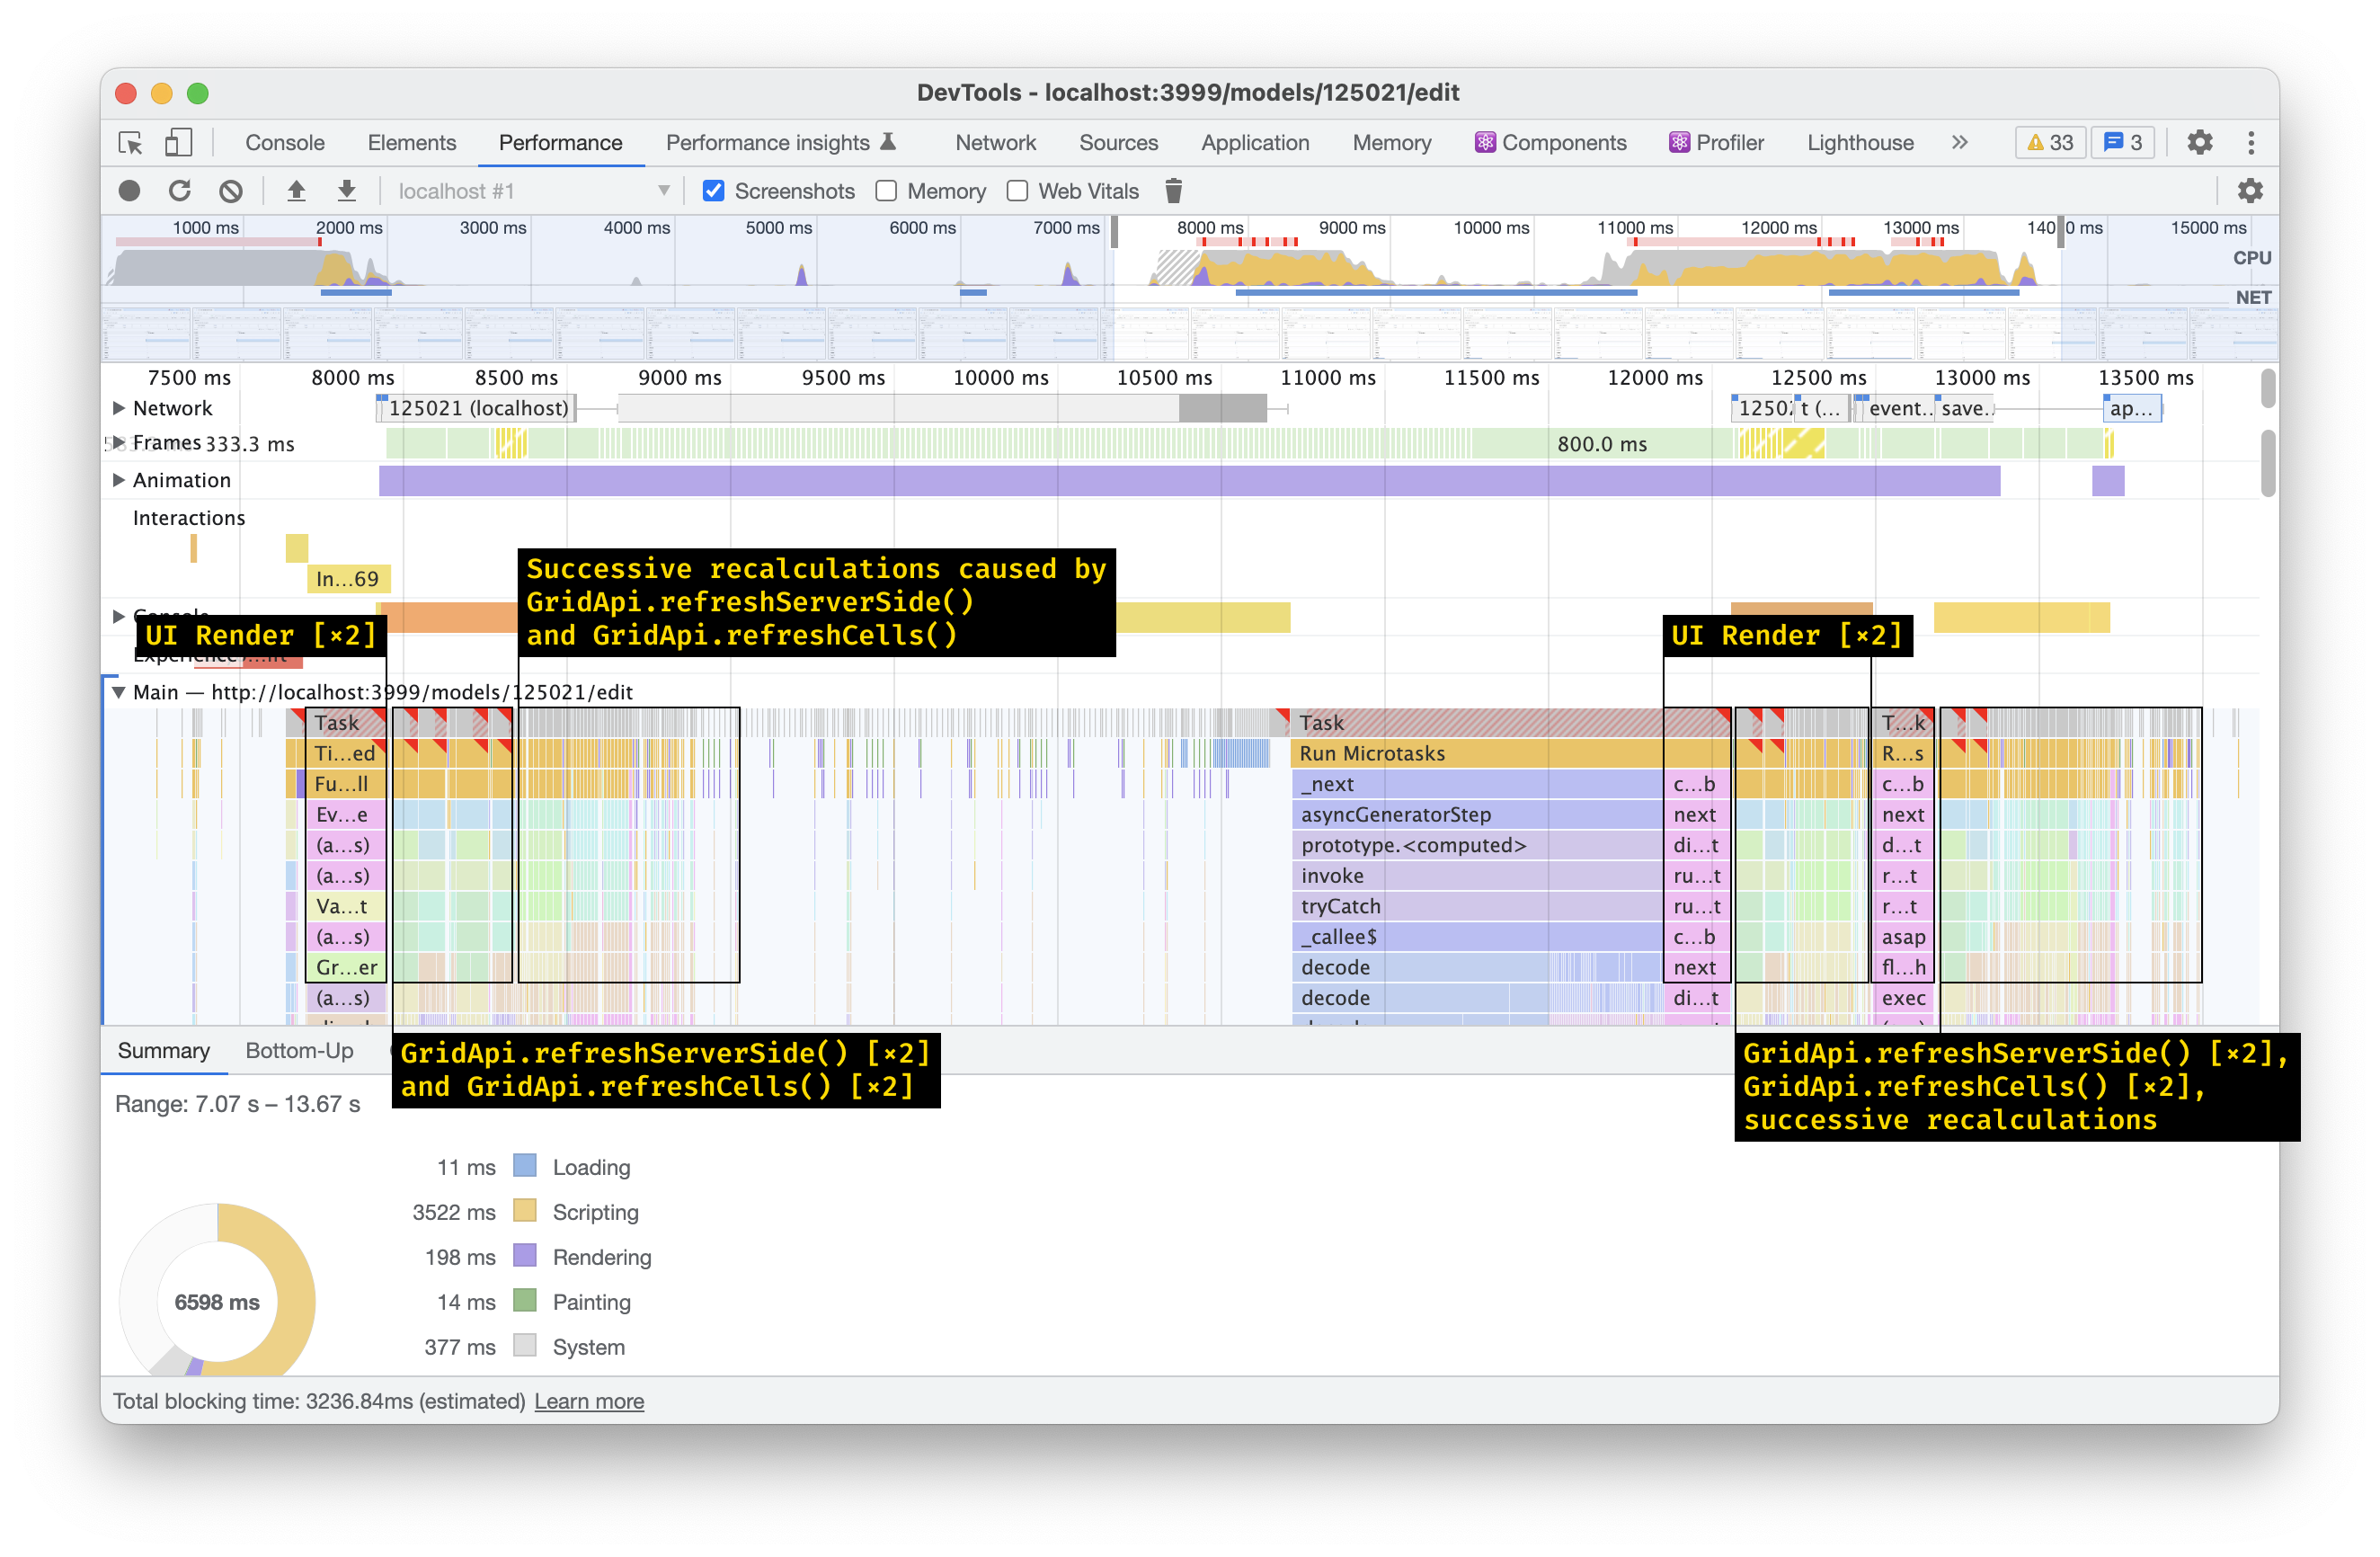 DevTools - localhost:3999/models/125021/edit
Console Elements Performance Performance insights Network Sources Application Memory Components Profiler Lighthouse 33 3
localhost #1 Screenshots Memory Web Vitals
1000 ms 2000 ms 3000 ms 4000 ms 5000 ms 6000 ms 7000 ms 8000 ms 9000 ms 10000 ms 11000 ms 12000 ms 13000 ms 15000 ms
CPU
NET
7500 ms 8000 ms 8500 ms 9000 ms 9500 ms 10000 ms 10500 ms 11000 ms 11500 ms 12000 ms 12500 ms 13000 ms 13500 ms
Network 125021 (localhost) t (... event... save... ap...
Frames 333.3 ms 800.0 ms
Animation
Interactions
In...69
Successive recalculations caused by
GridApi.refreshServerSide()
and GridApi.refreshCells()
UI Render [×2]
UI Render [×2]
Main — http://localhost:3999/models/125021/edit
Task Task T...k
Ti...ed Run Microtasks R...s
Fu...ll _next c...b c...b
Ev...e asyncGeneratorStep next next
(a...s) prototype.<computed> di...t d...t
(a...s) invoke ru...t r...t
Va...t tryCatch ru...t r...t
(a...s) _callee$ c...b asap
Gr...er decode next fl...h
(a...s) decode di...t exec
Summary Bottom-Up
GridApi.refreshServerSide() [×2]
and GridApi.refreshCells() [×2]
GridApi.refreshServerSide() [×2],
GridApi.refreshCells() [×2],
successive recalculations
Range: 7.07 s – 13.67 s
11 ms Loading
3522 ms Scripting
198 ms Rendering
14 ms Painting
377 ms System
6598 ms
Total blocking time: 3236.84ms (estimated) Learn more